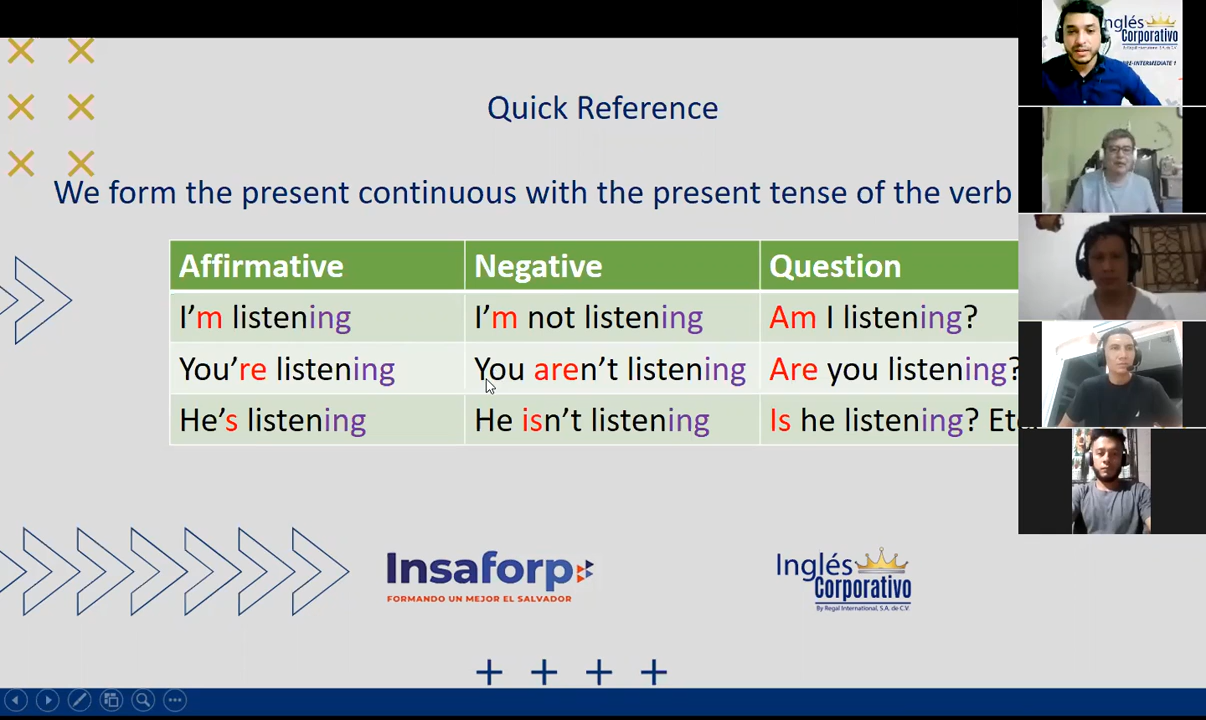 Quick Reference
We form the present continuous with the present tense of the verb
Affirmative Negative Question
I'm listening I'm not listening Am I listening?
You're listening You aren't listening Are you listening?
He's listening He isn't listening Is he listening?
Insaforp
FORMANDO UN MEJOR EL SALVADOR
Inglés
Corporativo
By Regal International, S.A. de C.V.
Corporativo